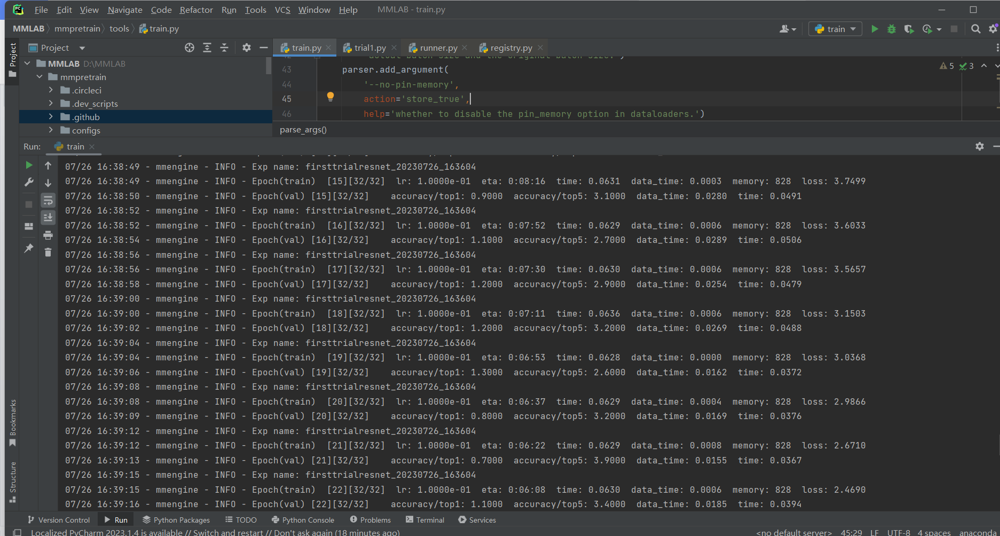 File Edit View Navigate Code Refactor Run Tools VCS Window Help MMLAB - train.py
MMLAB mmpretrain tools train.py train
Project
Project
train.py trial1.py runner.py registry.py
MMLAB D:\MMLAB
mmpretrain
.circleci
.dev_scripts
.github
configs
43 parser.add_argument(
5 3
44 '--no-pin-memory',
45 action='store_true',
46 help='whether to disable the pin_memory option in dataloaders.')
parse_args()
Run: train
07/26 16:38:49 - mmengine - INFO - Exp name: firsttrialresnet_20230726_163604
07/26 16:38:49 - mmengine - INFO - Epoch(train) [15][32/32] lr: 1.0000e-01 eta: 0:08:16 time: 0.0631 data_time: 0.0003 memory: 828 loss: 3.7499
07/26 16:38:50 - mmengine - INFO - Epoch(val) [15][32/32] accuracy/top1: 0.9000 accuracy/top5: 3.1000 data_time: 0.0280 time: 0.0491
07/26 16:38:52 - mmengine - INFO - Exp name: firsttrialresnet_20230726_163604
07/26 16:38:52 - mmengine - INFO - Epoch(train) [16][32/32] lr: 1.0000e-01 eta: 0:07:52 time: 0.0629 data_time: 0.0006 memory: 828 loss: 3.6033
07/26 16:38:54 - mmengine - INFO - Epoch(val) [16][32/32] accuracy/top1: 1.1000 accuracy/top5: 2.7000 data_time: 0.0289 time: 0.0506
07/26 16:38:56 - mmengine - INFO - Exp name: firsttrialresnet_20230726_163604
07/26 16:38:56 - mmengine - INFO - Epoch(train) [17][32/32] lr: 1.0000e-01 eta: 0:07:30 time: 0.0630 data_time: 0.0006 memory: 828 loss: 3.5657
07/26 16:38:58 - mmengine - INFO - Epoch(val) [17][32/32] accuracy/top1: 1.2000 accuracy/top5: 2.9000 data_time: 0.0254 time: 0.0479
07/26 16:39:00 - mmengine - INFO - Exp name: firsttrialresnet_20230726_163604
07/26 16:39:00 - mmengine - INFO - Epoch(train) [18][32/32] lr: 1.0000e-01 eta: 0:07:11 time: 0.0636 data_time: 0.0006 memory: 828 loss: 3.1503
07/26 16:39:02 - mmengine - INFO - Epoch(val) [18][32/32] accuracy/top1: 1.2000 accuracy/top5: 3.2000 data_time: 0.0269 time: 0.0488
07/26 16:39:04 - mmengine - INFO - Exp name: firsttrialresnet_20230726_163604
07/26 16:39:04 - mmengine - INFO - Epoch(train) [19][32/32] lr: 1.0000e-01 eta: 0:06:53 time: 0.0628 data_time: 0.0000 memory: 828 loss: 3.0368
07/26 16:39:06 - mmengine - INFO - Epoch(val) [19][32/32] accuracy/top1: 1.3000 accuracy/top5: 2.6000 data_time: 0.0162 time: 0.0372
07/26 16:39:08 - mmengine - INFO - Exp name: firsttrialresnet_20230726_163604
07/26 16:39:08 - mmengine - INFO - Epoch(train) [20][32/32] lr: 1.0000e-01 eta: 0:06:37 time: 0.0629 data_time: 0.0004 memory: 828 loss: 2.9866
07/26 16:39:09 - mmengine - INFO - Epoch(val) [20][32/32] accuracy/top1: 0.8000 accuracy/top5: 3.2000 data_time: 0.0169 time: 0.0376
07/26 16:39:12 - mmengine - INFO - Exp name: firsttrialresnet_20230726_163604
07/26 16:39:12 - mmengine - INFO - Epoch(train) [21][32/32] lr: 1.0000e-01 eta: 0:06:22 time: 0.0629 data_time: 0.0008 memory: 828 loss: 2.6710
07/26 16:39:13 - mmengine - INFO - Epoch(val) [21][32/32] accuracy/top1: 0.7000 accuracy/top5: 3.9000 data_time: 0.0155 time: 0.0367
07/26 16:39:15 - mmengine - INFO - Exp name: firsttrialresnet_20230726_163604
07/26 16:39:15 - mmengine - INFO - Epoch(train) [22][32/32] lr: 1.0000e-01 eta: 0:06:08 time: 0.0630 data_time: 0.0006 memory: 828 loss: 2.4690
07/26 16:39:16 - mmengine - INFO - Epoch(val) [22][32/32] accuracy/top1: 1.1000 accuracy/top5: 3.4000 data_time: 0.0185 time: 0.0394
Bookmarks
Structure
Version Control Run Python Packages TODO Python Console Problems Terminal Services
Localized PyCharm 2023.1.4 is available // Switch and restart // Don't ask again (18 minutes ago) <no default server> 45:29 LF UTF-8 4 spaces anaconda